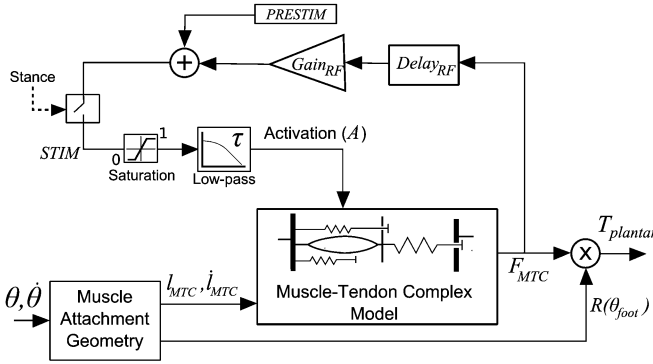 PRESTIM
+
Gain_RF
Delay_RF
Stance
STIM
0
1
Saturation
τ
Low-pass
Activation (A)
Muscle-Tendon Complex
Model
F_MTC
x
T_plantar
R(θ_foot)
θ, θ̇
Muscle
Attachment
Geometry
l_MTC, l̇_MTC